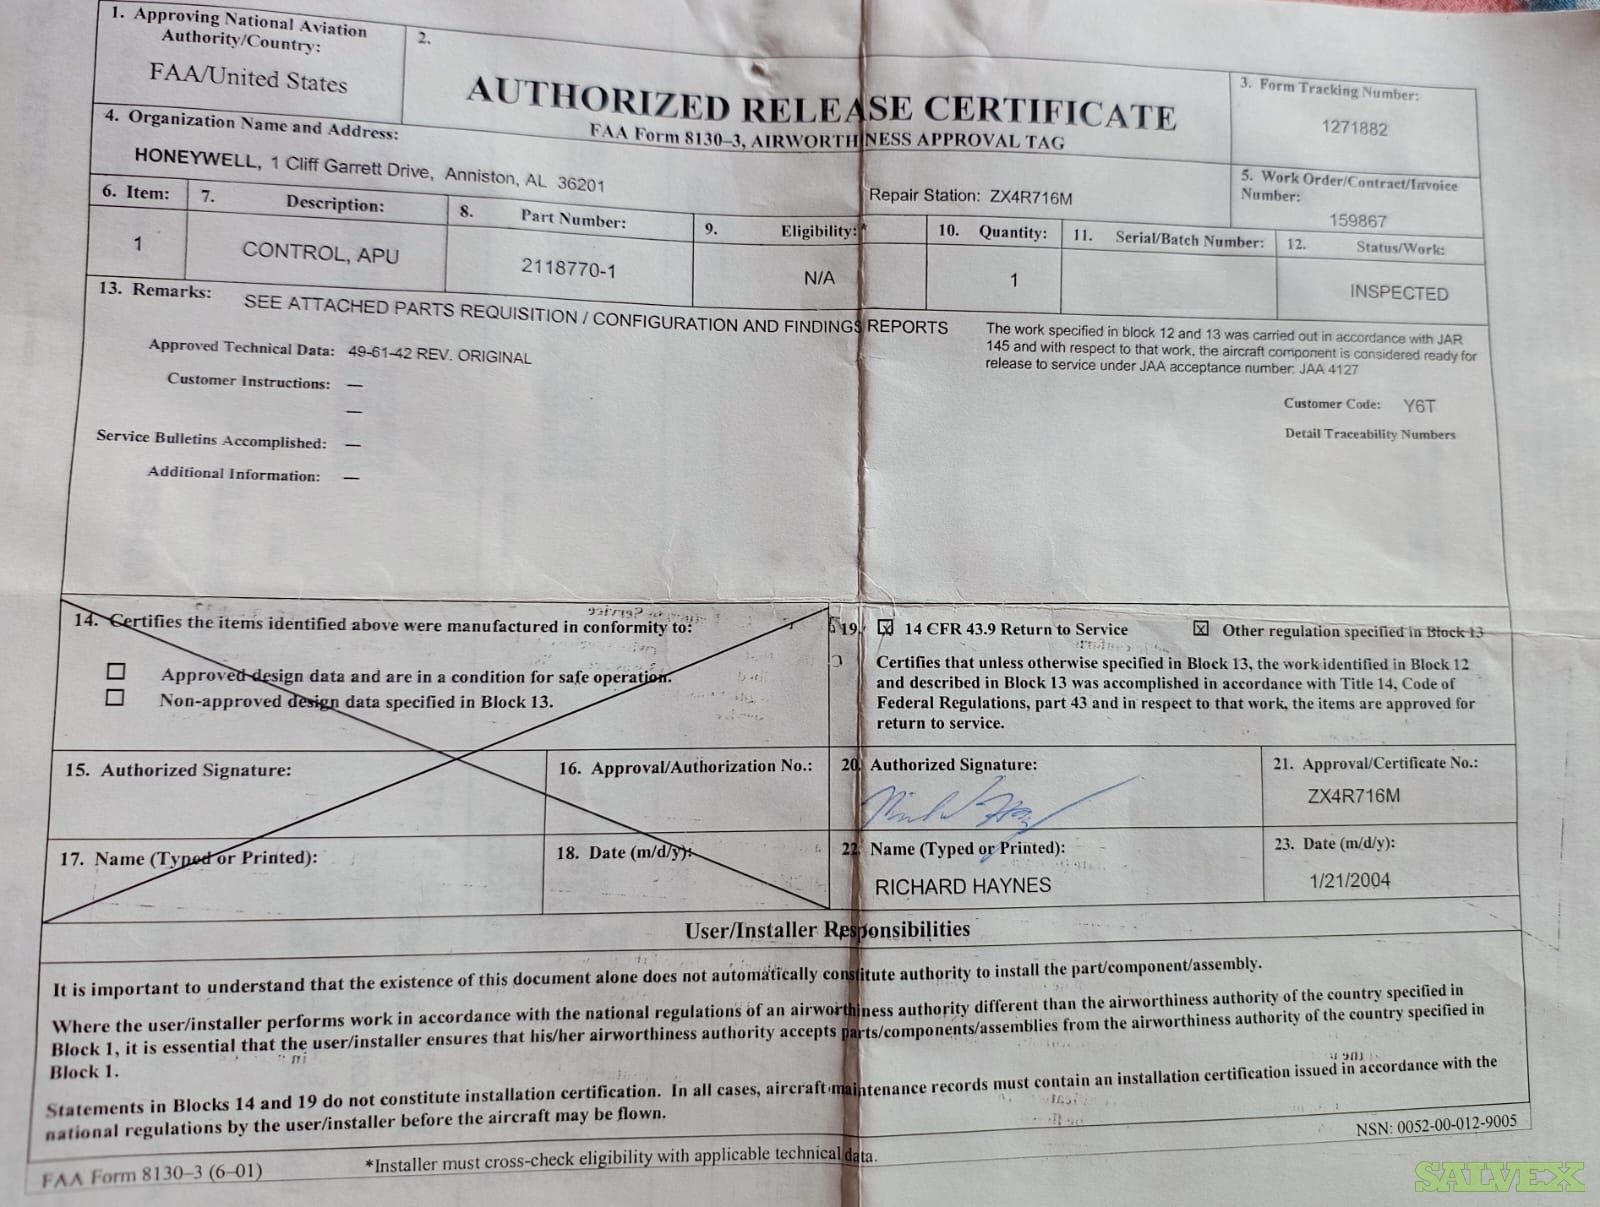 1. Approving National Aviation
Authority/Country:
FAA/United States
2.
AUTHORIZED RELEASE CERTIFICATE
FAA Form 8130–3, AIRWORTHINESS APPROVAL TAG
3. Form Tracking Number:
1271882
4. Organization Name and Address:
HONEYWELL, 1 Cliff Garrett Drive, Anniston, AL 36201
Repair Station: ZX4R716M
5. Work Order/Contract/Invoice
Number:
159867
6. Item:
7. Description:
8. Part Number:
9. Eligibility:*
10. Quantity:
11. Serial/Batch Number:
12. Status/Work:
1
CONTROL, APU
2118770-1
N/A
1
INSPECTED
13. Remarks:
SEE ATTACHED PARTS REQUISITION / CONFIGURATION AND FINDINGS REPORTS
Approved Technical Data: 49-61-42 REV. ORIGINAL
Customer Instructions: —
—
Service Bulletins Accomplished: —
Additional Information: —
The work specified in block 12 and 13 was carried out in accordance with JAR
145 and with respect to that work, the aircraft component is considered ready for
release to service under JAA acceptance number: JAA 4127
Customer Code: Y6T
Detail Traceability Numbers
14. Certifies the items identified above were manufactured in conformity to:
Approved design data and are in a condition for safe operation.
Non-approved design data specified in Block 13.
15. Authorized Signature:
16. Approval/Authorization No.:
17. Name (Typed or Printed):
18. Date (m/d/y):
19. x 14 CFR 43.9 Return to Service
x Other regulation specified in Block 13
Certifies that unless otherwise specified in Block 13, the work identified in Block 12
and described in Block 13 was accomplished in accordance with Title 14, Code of
Federal Regulations, part 43 and in respect to that work, the items are approved for
return to service.
20. Authorized Signature:
21. Approval/Certificate No.:
ZX4R716M
22. Name (Typed or Printed):
RICHARD HAYNES
23. Date (m/d/y):
1/21/2004
User/Installer Responsibilities
It is important to understand that the existence of this document alone does not automatically constitute authority to install the part/component/assembly.
Where the user/installer performs work in accordance with the national regulations of an airworthiness authority different than the airworthiness authority of the country specified in
Block 1, it is essential that the user/installer ensures that his/her airworthiness authority accepts parts/components/assemblies from the airworthiness authority of the country specified in
Block 1.
Statements in Blocks 14 and 19 do not constitute installation certification. In all cases, aircraft maintenance records must contain an installation certification issued in accordance with the
national regulations by the user/installer before the aircraft may be flown.
FAA Form 8130–3 (6–01)
*Installer must cross-check eligibility with applicable technical data.
NSN: 0052-00-012-9005
SALVEX